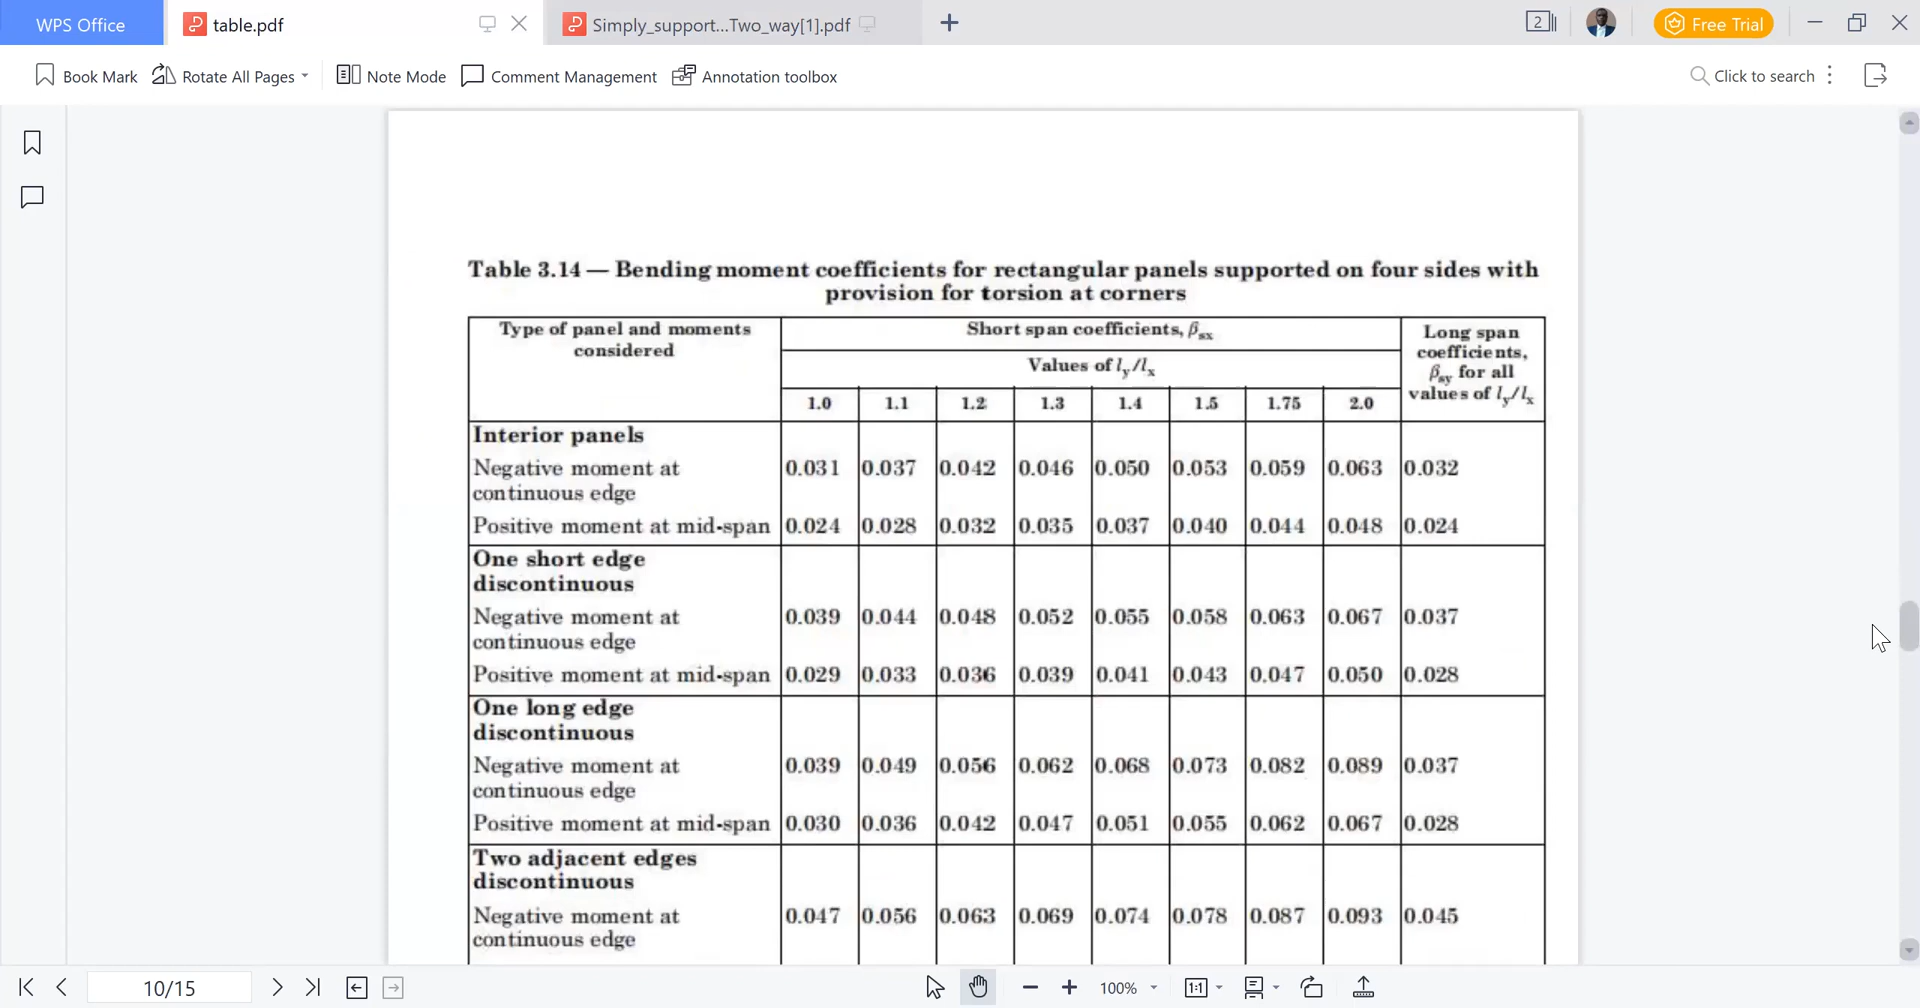 WPS Office
table.pdf
Simply_support...Two_way[1].pdf
2
Free Trial
Book Mark
Rotate All Pages
Note Mode
Comment Management
Annotation toolbox
Click to search
Table 3.14 — Bending moment coefficients for rectangular panels supported on four sides with
provision for torsion at corners
Type of panel and moments
considered
Short span coefficients, βsx
Long span
coefficients,
βsy for all
values of ly/lx
Values of ly/lx
1.0 1.1 1.2 1.3 1.4 1.5 1.75 2.0
Interior panels
Negative moment at
continuous edge
0.031 0.037 0.042 0.046 0.050 0.053 0.059 0.063 0.032
Positive moment at mid-span 0.024 0.028 0.032 0.035 0.037 0.040 0.044 0.048 0.024
One short edge
discontinuous
Negative moment at
continuous edge
0.039 0.044 0.048 0.052 0.055 0.058 0.063 0.067 0.037
Positive moment at mid-span 0.029 0.033 0.036 0.039 0.041 0.043 0.047 0.050 0.028
One long edge
discontinuous
Negative moment at
continuous edge
0.039 0.049 0.056 0.062 0.068 0.073 0.082 0.089 0.037
Positive moment at mid-span 0.030 0.036 0.042 0.047 0.051 0.055 0.062 0.067 0.028
Two adjacent edges
discontinuous
Negative moment at
continuous edge
0.047 0.056 0.063 0.069 0.074 0.078 0.087 0.093 0.045
10/15
100%
1:1